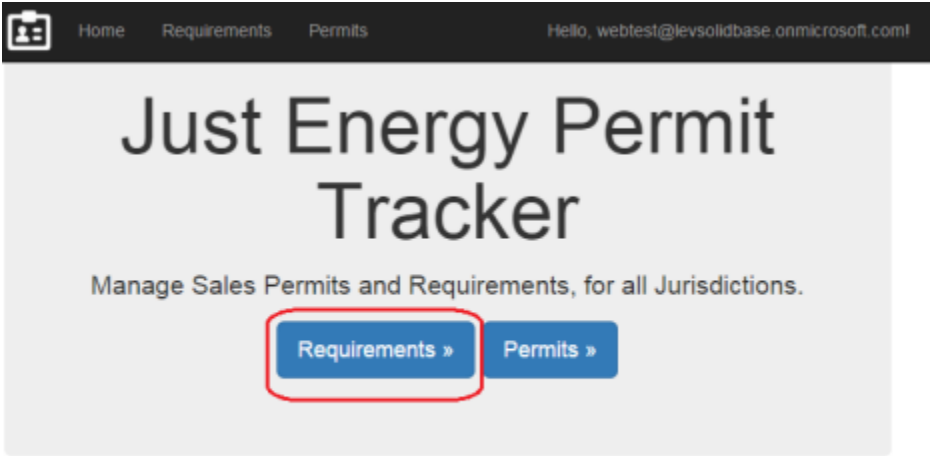 Home Requirements Permits Hello, webtest@levsolidbase.onmicrosoft.com!
Just Energy Permit
Tracker
Manage Sales Permits and Requirements, for all Jurisdictions.
Requirements » Permits »